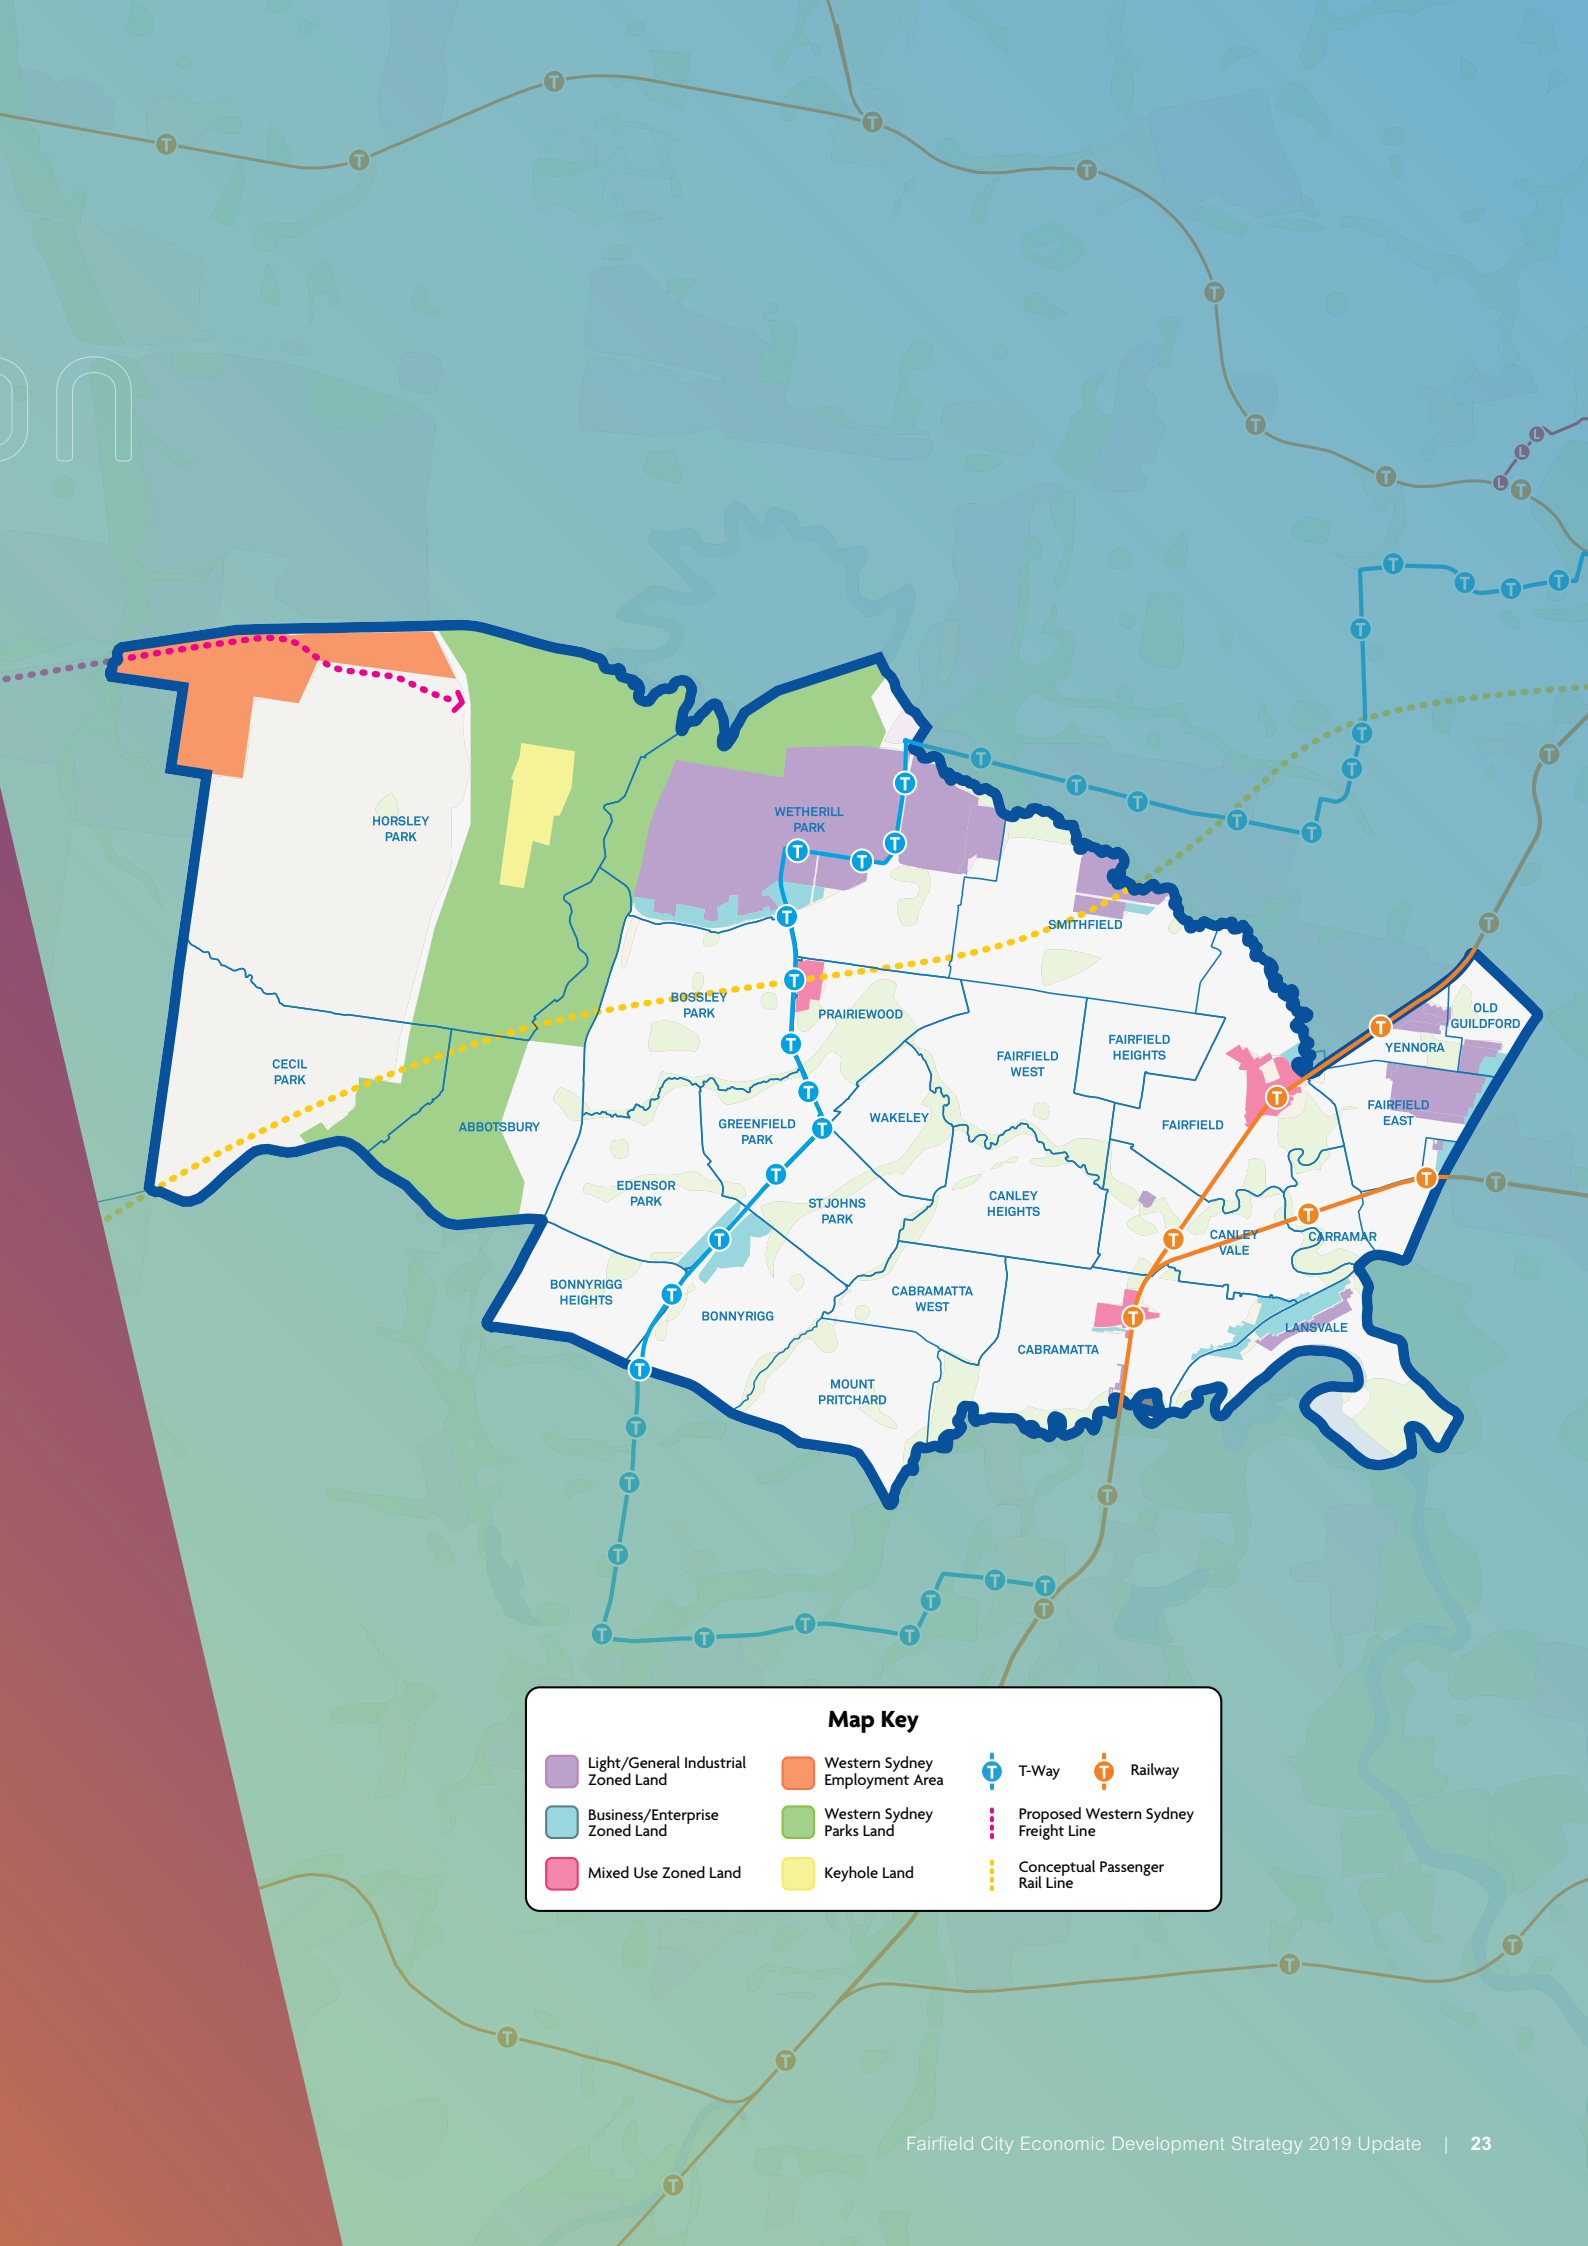 on
HORSLEY
PARK
WETHERILL
PARK
SMITHFIELD
BOSSLEY
PARK
PRAIRIEWOOD
OLD
GUILDFORD
YENNORA
FAIRFIELD
HEIGHTS
FAIRFIELD
WEST
CECIL
PARK
ABBOTSBURY
GREENFIELD
PARK
WAKELEY
FAIRFIELD
FAIRFIELD
EAST
EDENSOR
PARK
ST JOHNS
PARK
CANLEY
HEIGHTS
CANLEY
VALE
CARRAMAR
BONNYRIGG
HEIGHTS
BONNYRIGG
CABRAMATTA
WEST
CABRAMATTA
LANSVALE
MOUNT
PRITCHARD
Map Key
Light/General Industrial
Zoned Land
Business/Enterprise
Zoned Land
Mixed Use Zoned Land
Western Sydney
Employment Area
Western Sydney
Parks Land
Keyhole Land
T T-Way
T Railway
Proposed Western Sydney
Freight Line
Conceptual Passenger
Rail Line
Fairfield City Economic Development Strategy 2019 Update | 23